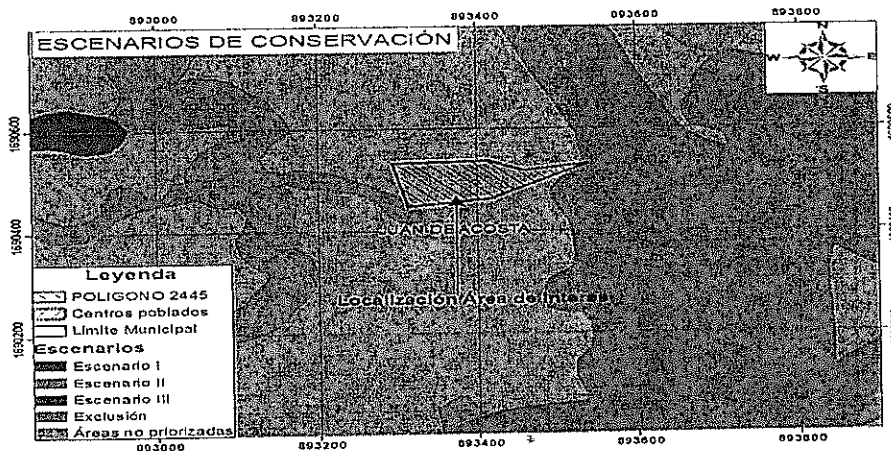 893000 893200 893400 893600 893800
ESCENARIOS DE CONSERVACIÓN
N
W E
S
1690600
JUAN DE ACOSTA
1690400
Leyenda
POLIGONO 2445
Localización Área de Interes
Centros poblados
Límite Municipal
1690200
Escenarios
Escenario I
Escenario II
Escenario III
Exclusión
Áreas no priorizadas
893000 893200 893400 893600 893800